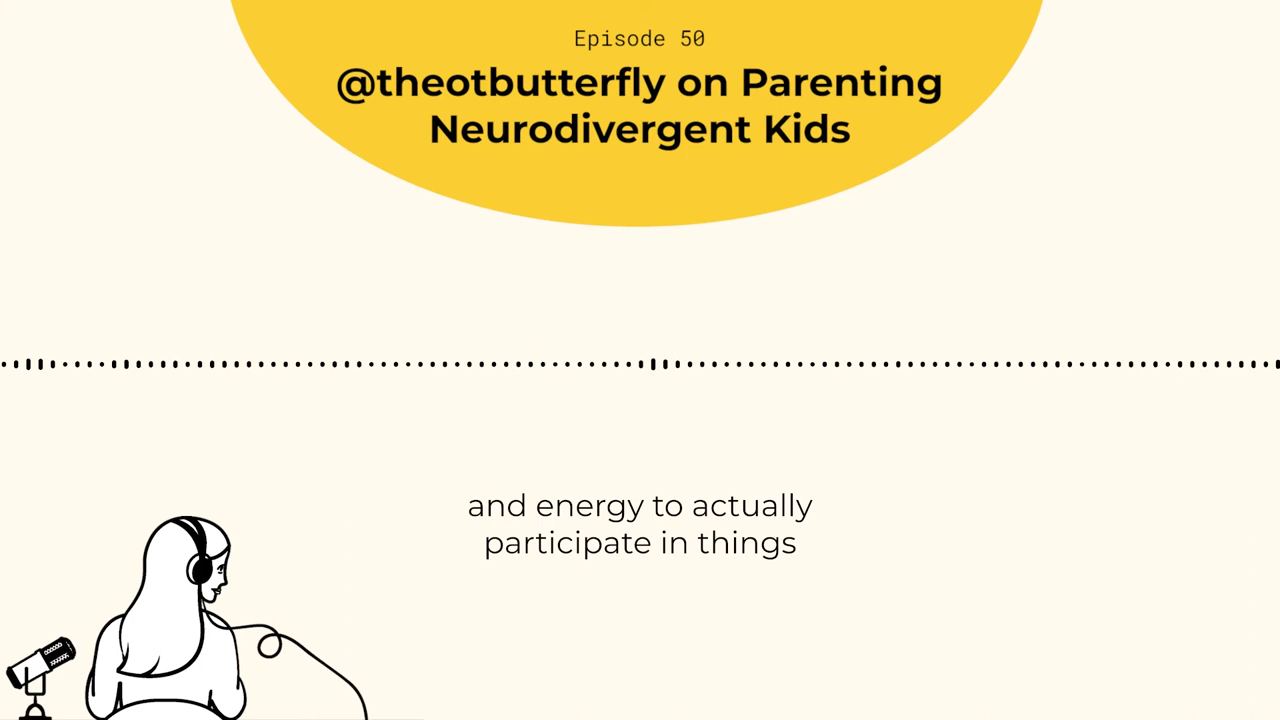 Episode 50
@theotbutterfly on Parenting
Neurodivergent Kids
and energy to actually
participate in things